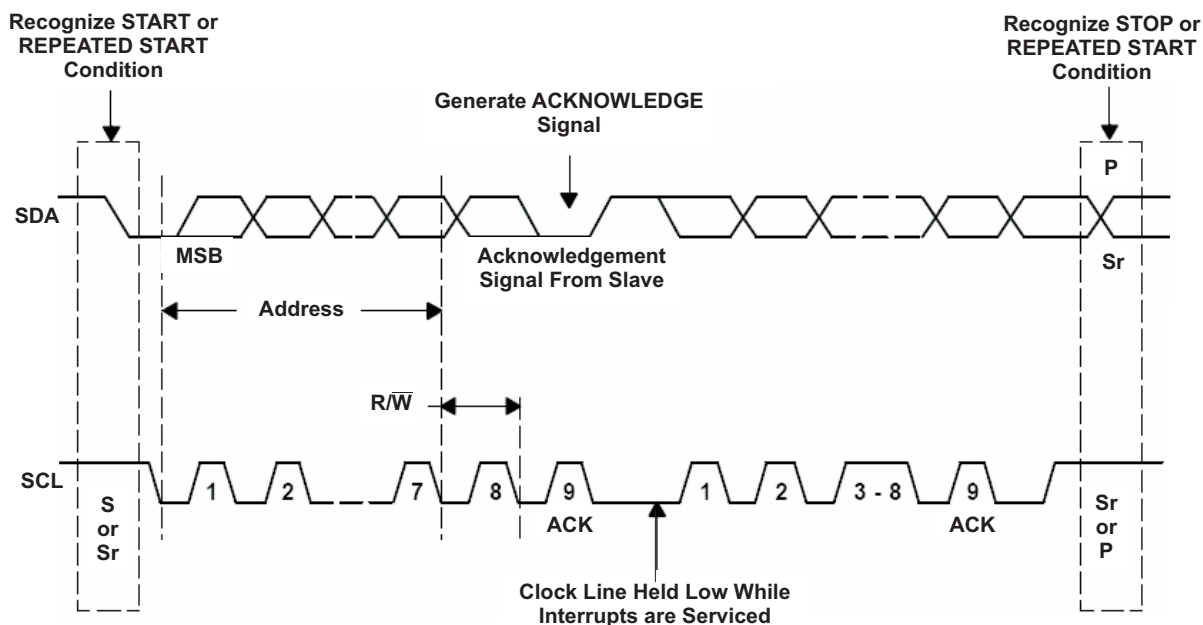 Recognize START or
REPEATED START
Condition
Recognize STOP or
REPEATED START
Condition
Generate ACKNOWLEDGE
Signal
P
SDA
MSB
Acknowledgement
Signal From Slave
Sr
Address
R/W̅
SCL
1
2
7
8
9
1
2
3 - 8
9
S
or
Sr
ACK
ACK
Sr
or
P
Clock Line Held Low While
Interrupts are Serviced